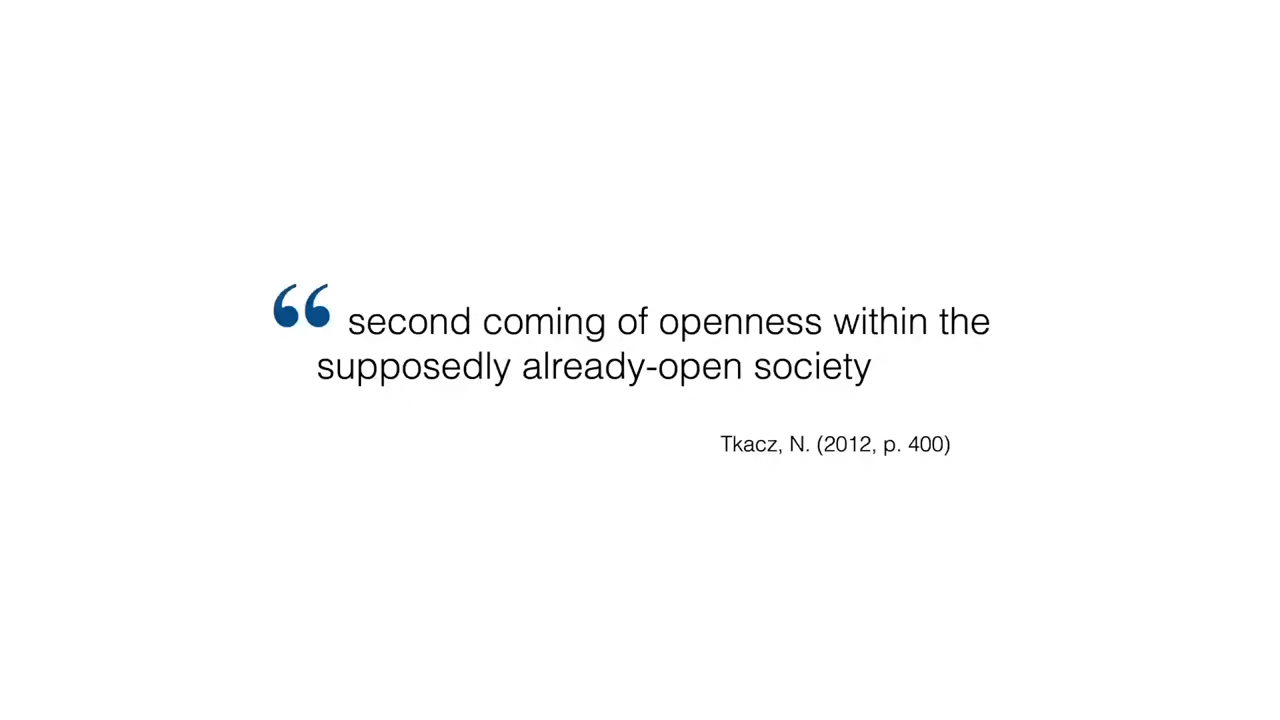 “ second coming of openness within the
supposedly already-open society
Tkacz, N. (2012, p. 400)